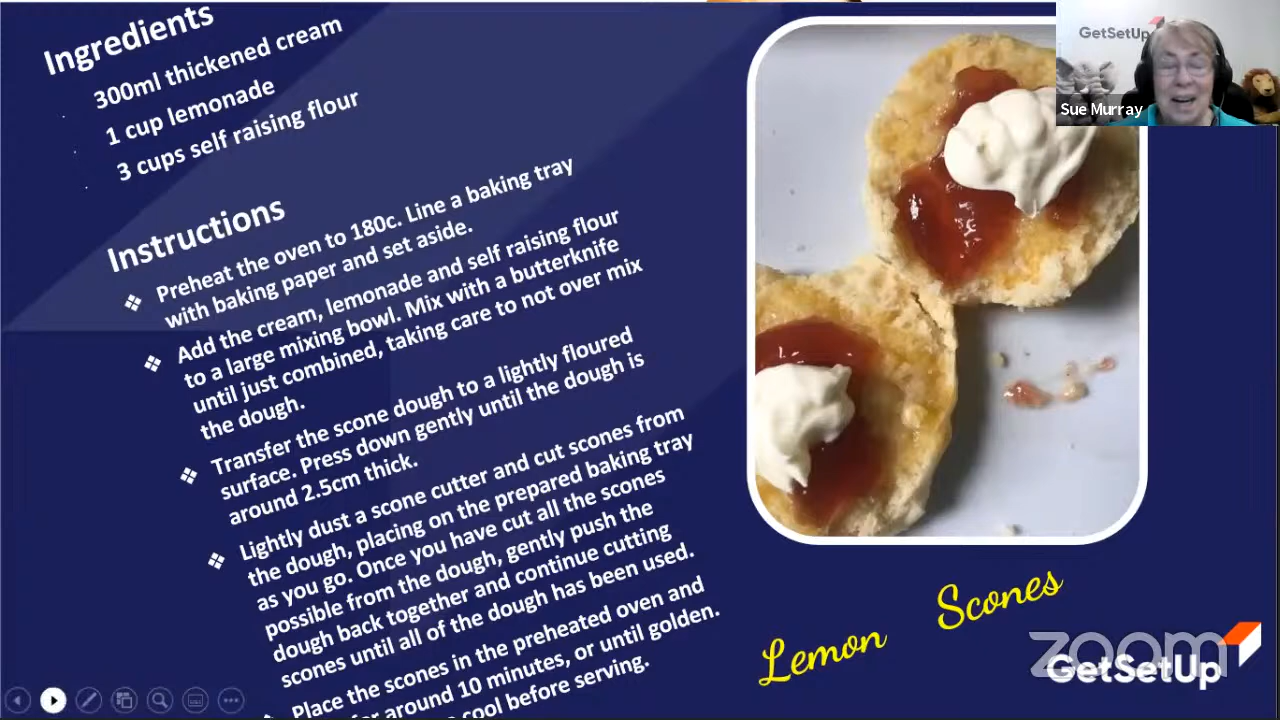 Ingredients
300ml thickened cream
1 cup lemonade
3 cups self raising flour
Instructions
Preheat the oven to 180c. Line a baking tray
with baking paper and set aside.
Add the cream, lemonade and self raising flour
to a large mixing bowl. Mix with a butterknife
until just combined, taking care to not over mix
the dough.
Transfer the scone dough to a lightly floured
surface. Press down gently until the dough is
around 2.5cm thick.
Lightly dust a scone cutter and cut scones from
the dough, placing on the prepared baking tray
as you go. Once you have cut all the scones
possible from the dough, gently push the
dough back together and continue cutting
scones until all of the dough has been used.
Place the scones in the preheated oven and
around 10 minutes, or until golden.
cool before serving.
GetSetUp
Sue Murray
Lemon Scones
zoom
GetSetUp